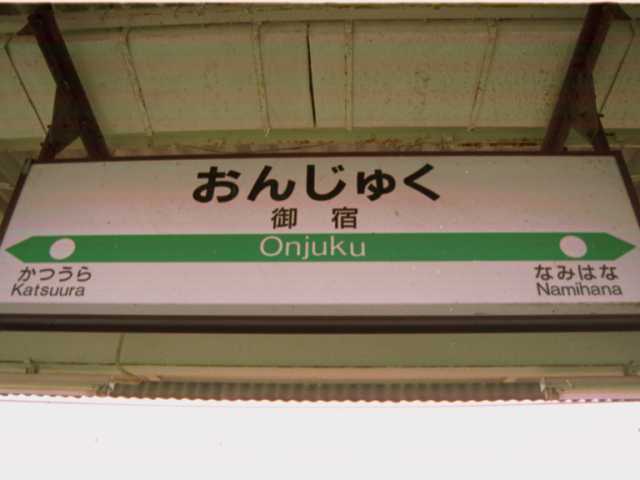 おんじゅく
御宿
Onjuku
かつうら
Katsuura
なみはな
Namihana